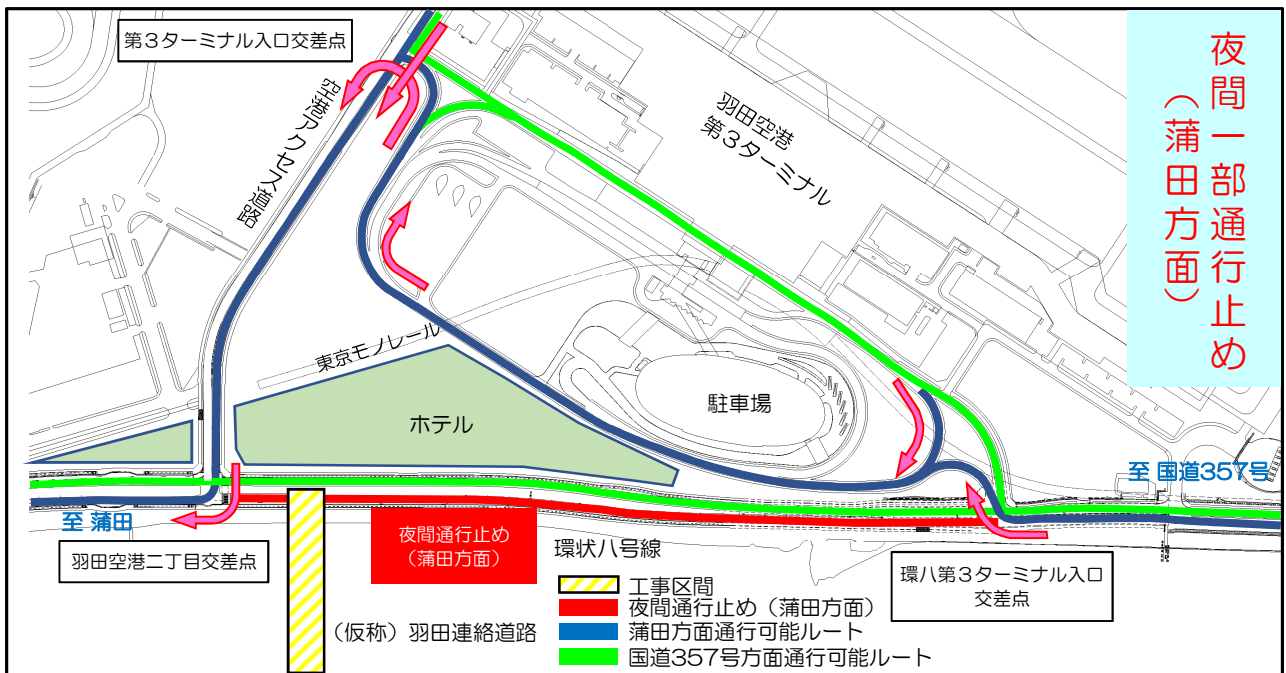 夜間一部通行止め
（蒲田方面）
第3ターミナル入口交差点
空港アクセス道路
羽田空港
第3ターミナル
東京モノレール
ホテル
駐車場
至 国道357号
至 蒲田
羽田空港二丁目交差点
夜間通行止め
（蒲田方面）
環状八号線
環八第3ターミナル入口
交差点
（仮称）羽田連絡道路
工事区間
夜間通行止め（蒲田方面）
蒲田方面通行可能ルート
国道357号方面通行可能ルート